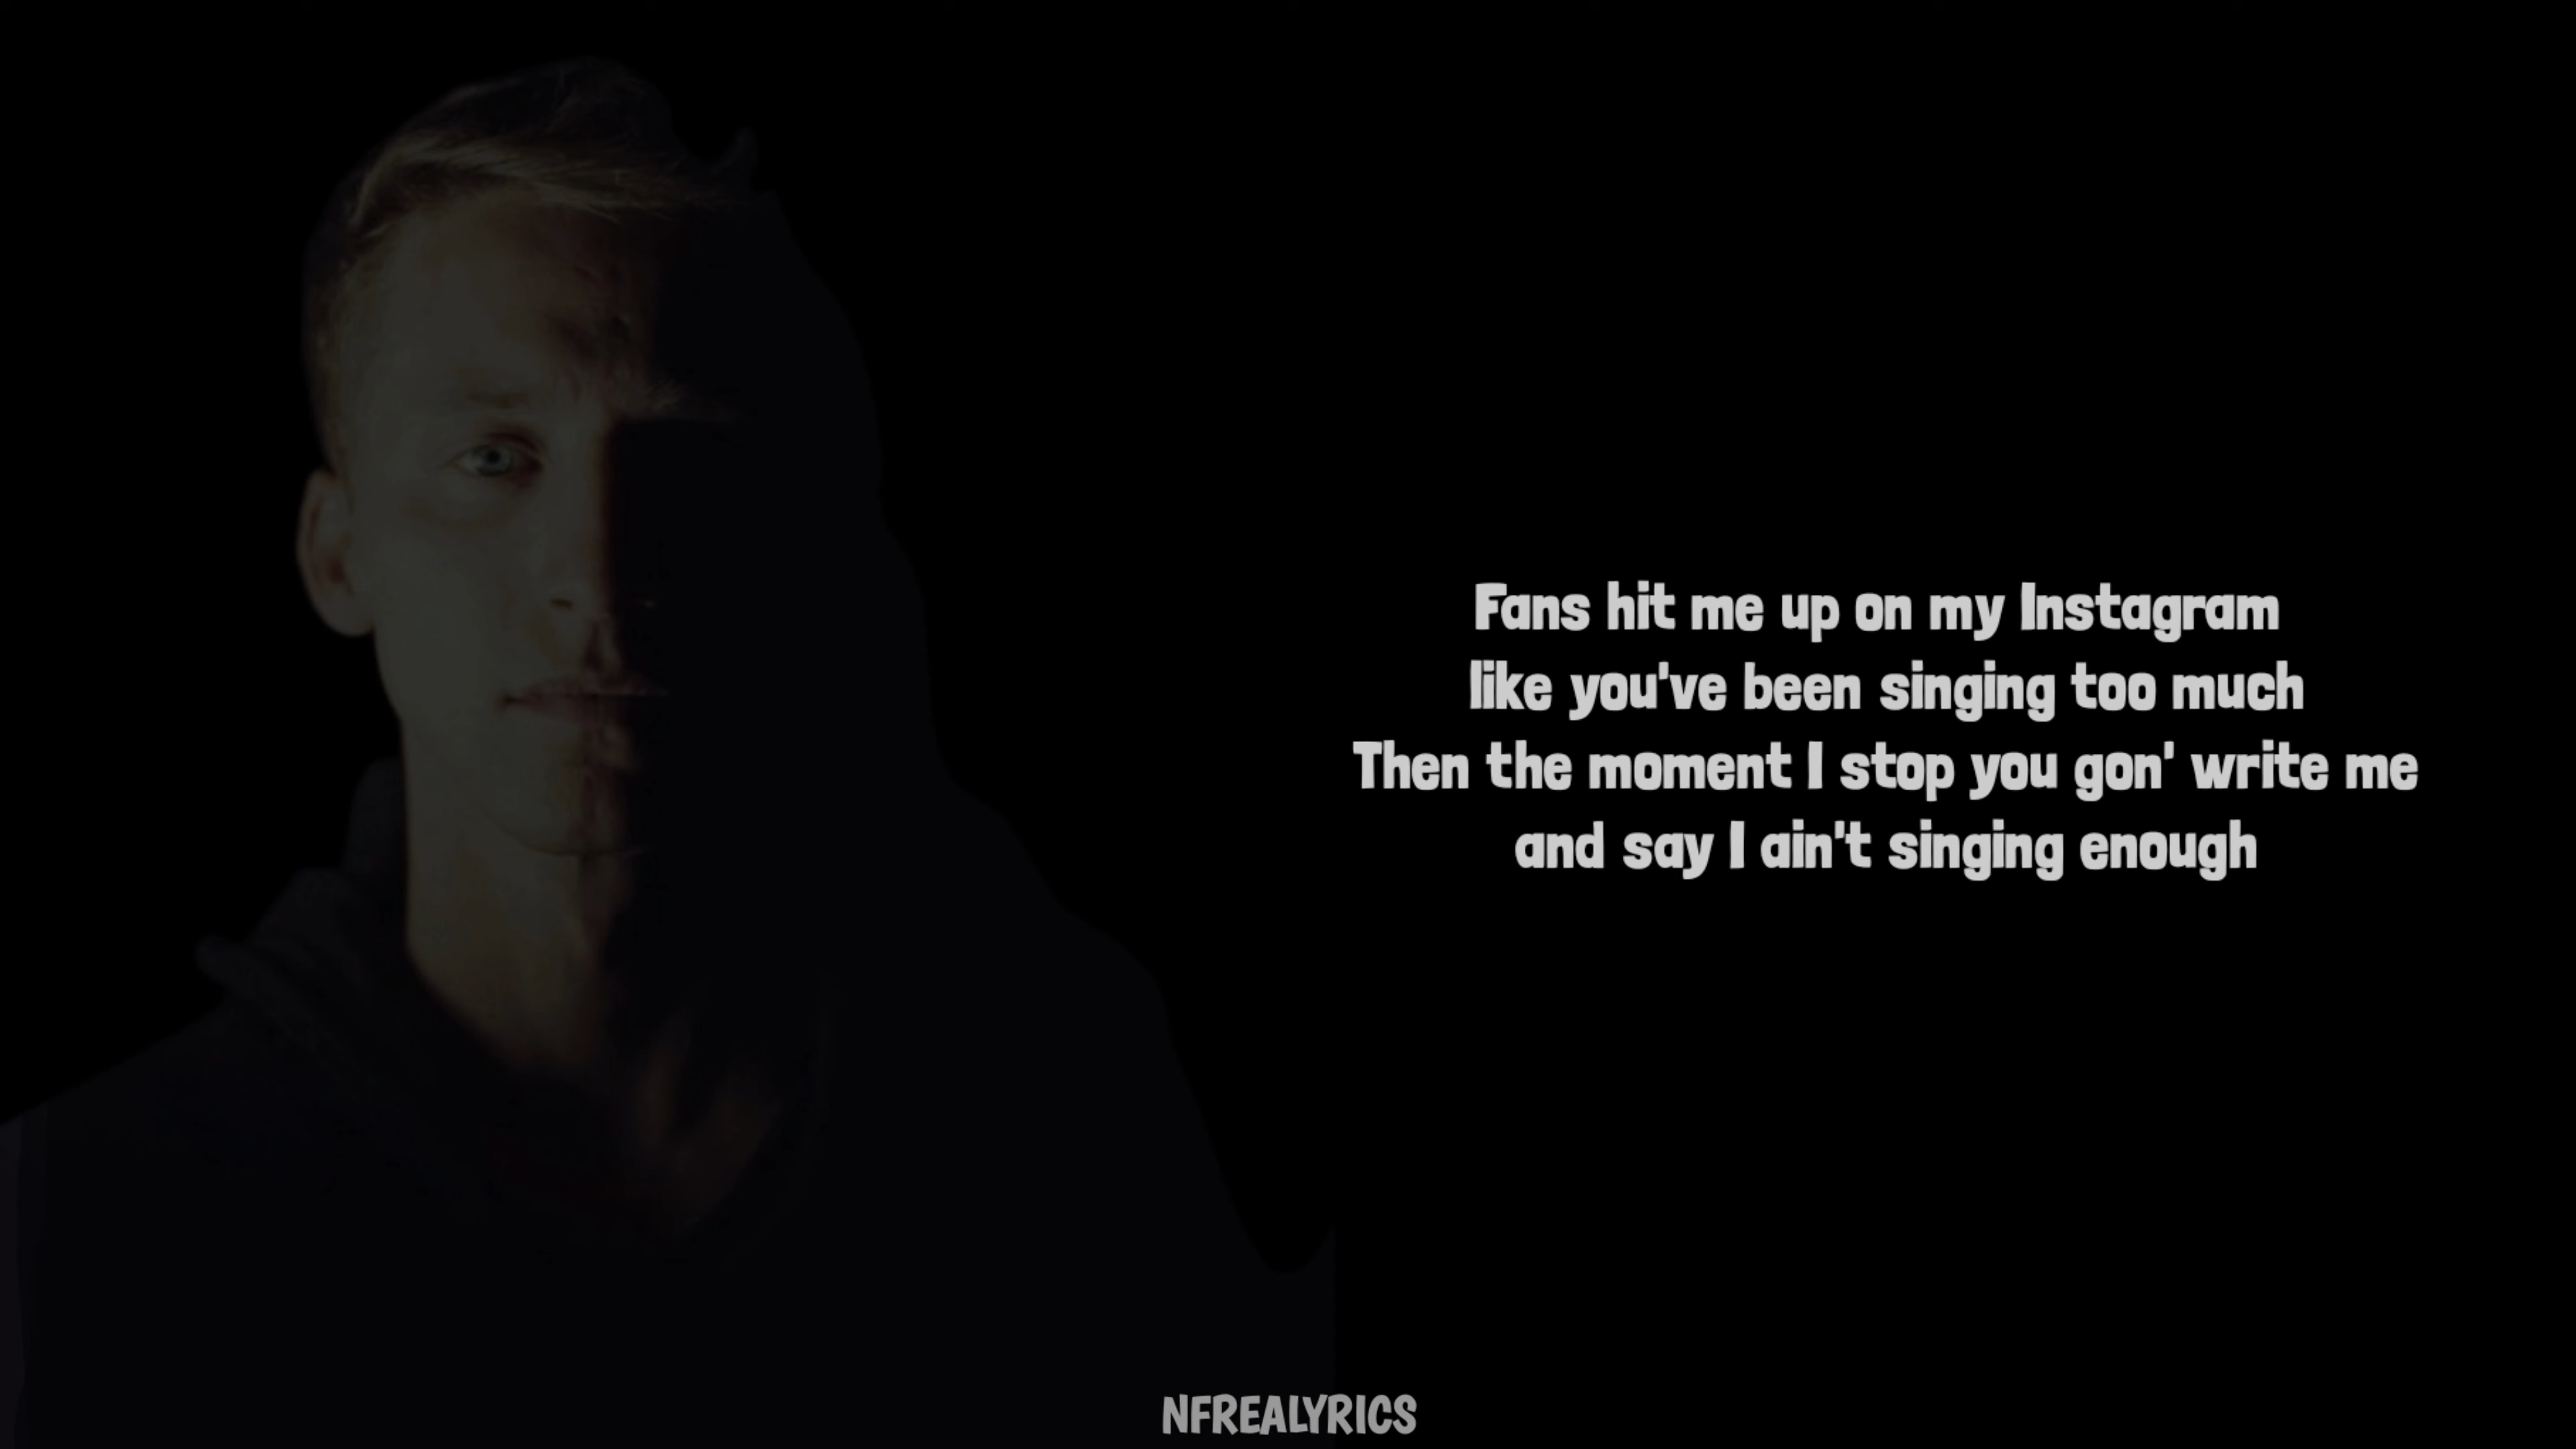 Fans hit me up on my Instagram
like you've been singing too much
Then the moment I stop you gon' write me
and say I ain't singing enough
NFREALYRICS